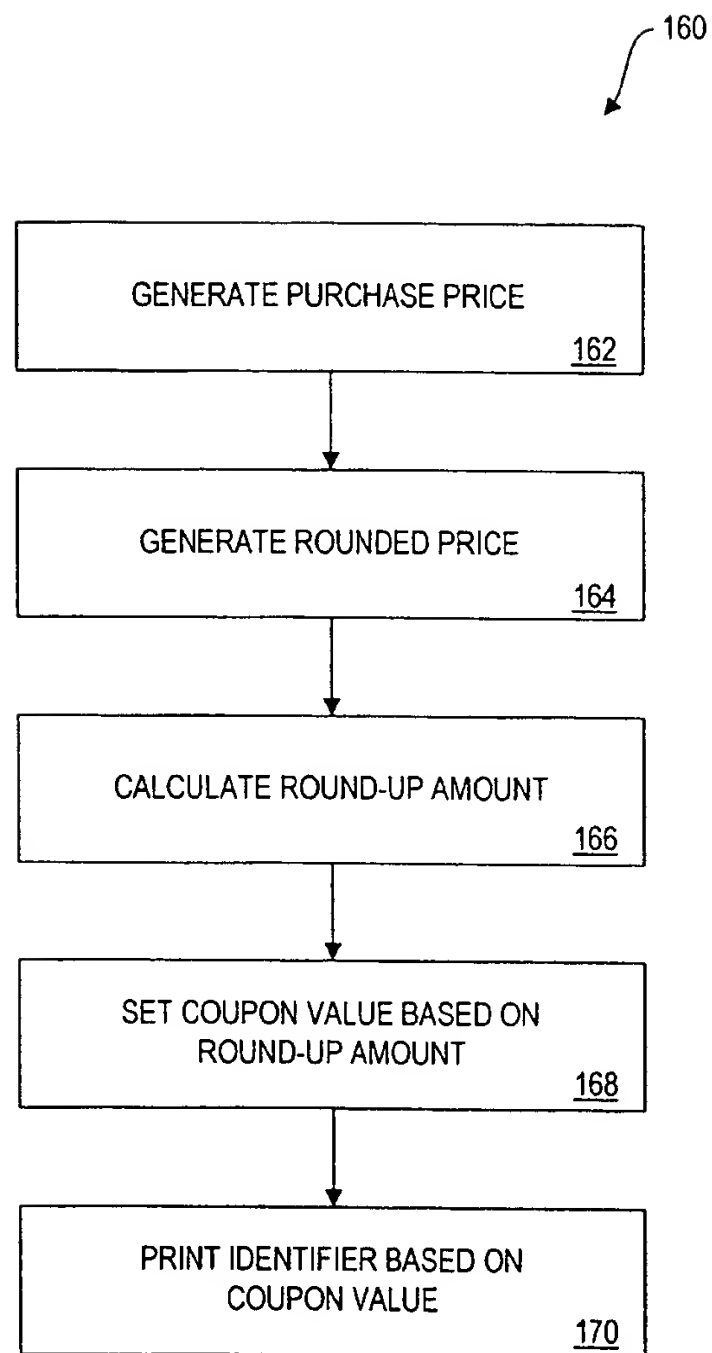 160
GENERATE PURCHASE PRICE
162
GENERATE ROUNDED PRICE
164
CALCULATE ROUND-UP AMOUNT
166
SET COUPON VALUE BASED ON
ROUND-UP AMOUNT
168
PRINT IDENTIFIER BASED ON
COUPON VALUE
170